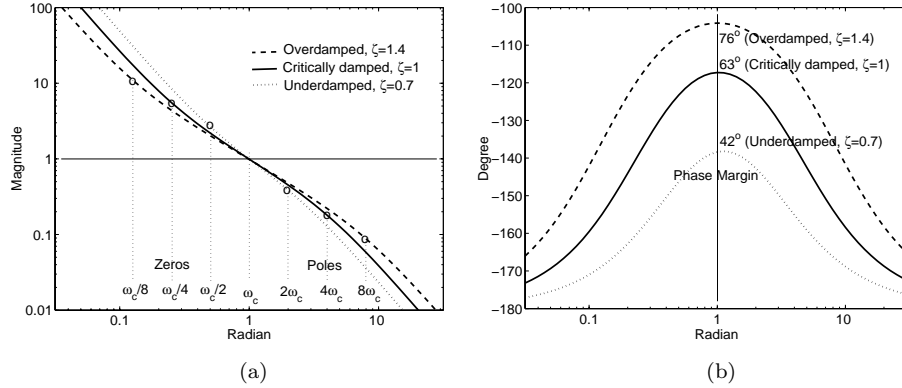 100
10
1
0.1
0.01
Magnitude
Overdamped, ζ=1.4
Critically damped, ζ=1
Underdamped, ζ=0.7
Zeros
Poles
ω_c/8
ω_c/4
ω_c/2
ω_c
2ω_c
4ω_c
8ω_c
0.1
1
10
Radian
(a)
−100
−110
−120
−130
−140
−150
−160
−170
−180
Degree
76° (Overdamped, ζ=1.4)
63° (Critically damped, ζ=1)
42° (Underdamped, ζ=0.7)
Phase Margin
0.1
1
10
Radian
(b)